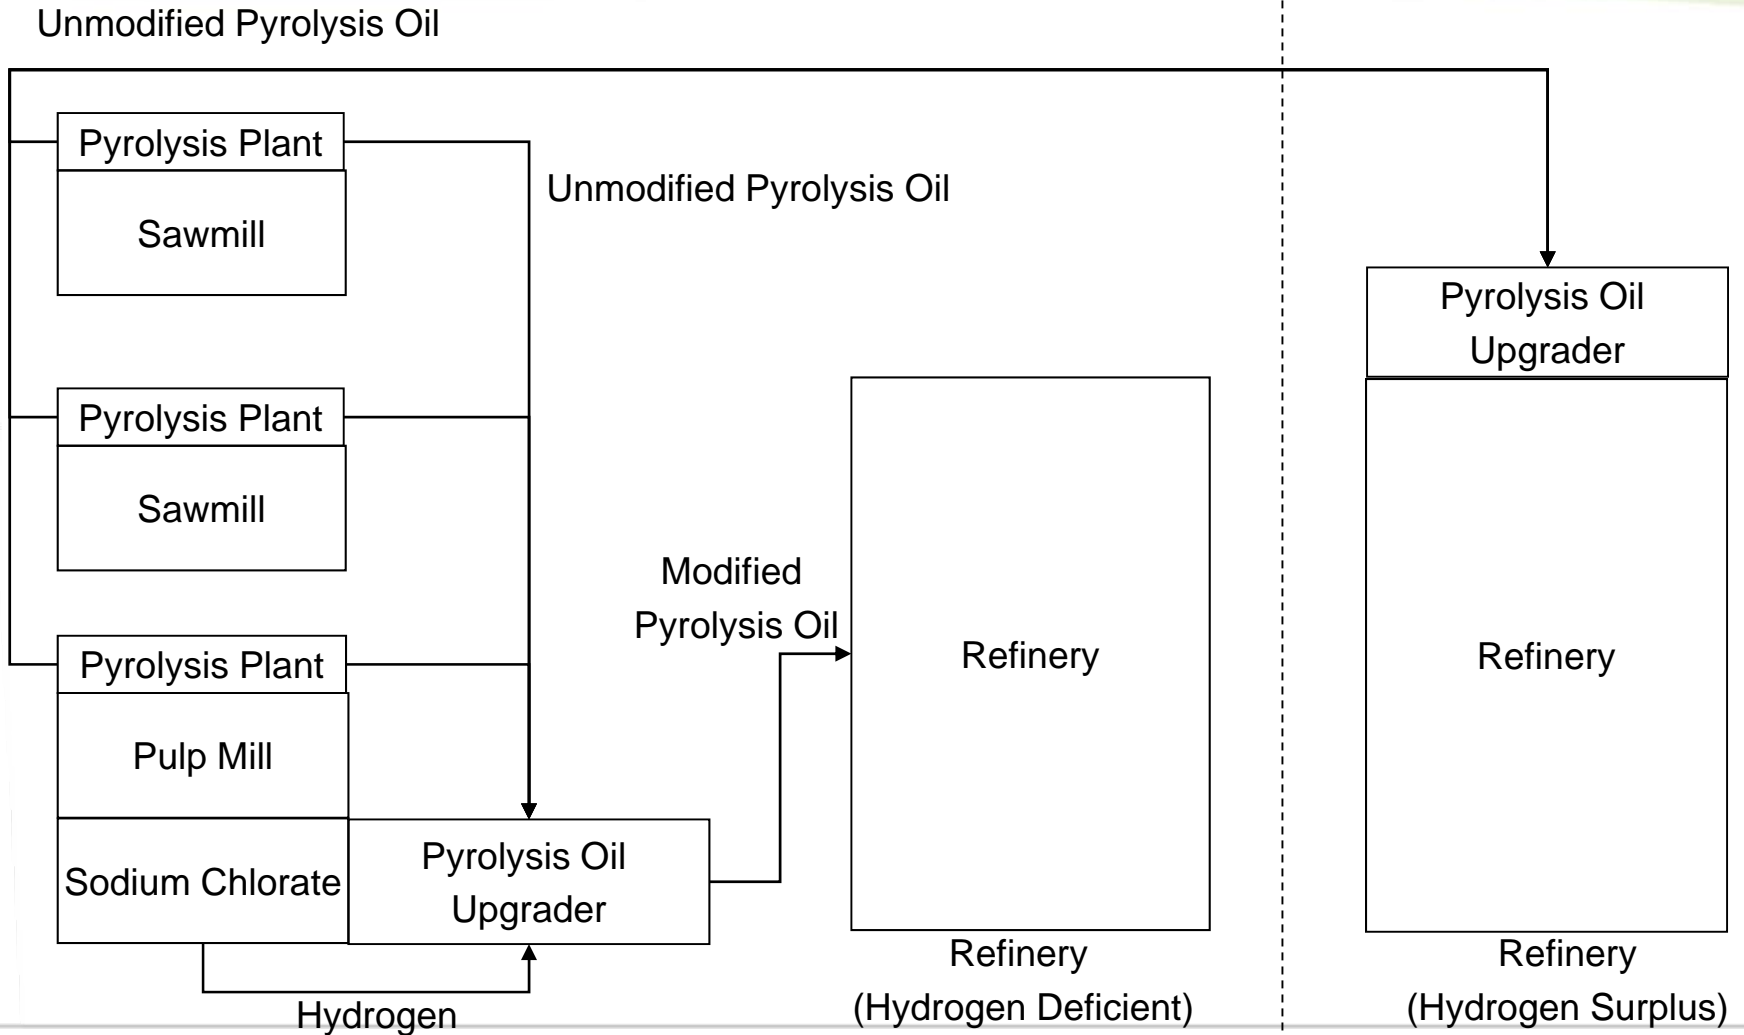 Unmodified Pyrolysis Oil
Pyrolysis Plant
Sawmill
Unmodified Pyrolysis Oil
Pyrolysis Oil
Upgrader
Pyrolysis Plant
Sawmill
Modified
Pyrolysis Oil
Pyrolysis Plant
Refinery
Refinery
Pulp Mill
Sodium Chlorate
Pyrolysis Oil
Upgrader
Hydrogen
Refinery
(Hydrogen Deficient)
Refinery
(Hydrogen Surplus)